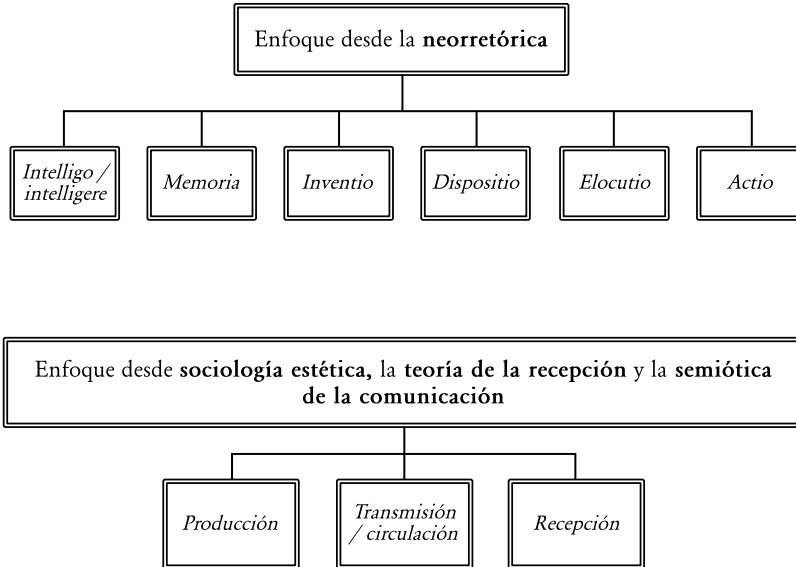 Enfoque desde la neorretórica
Intelligo /
intelligere
Memoria
Inventio
Dispositio
Elocutio
Actio
Enfoque desde sociología estética, la teoría de la recepción y la semiótica
de la comunicación
Producción
Transmisión
/ circulación
Recepción